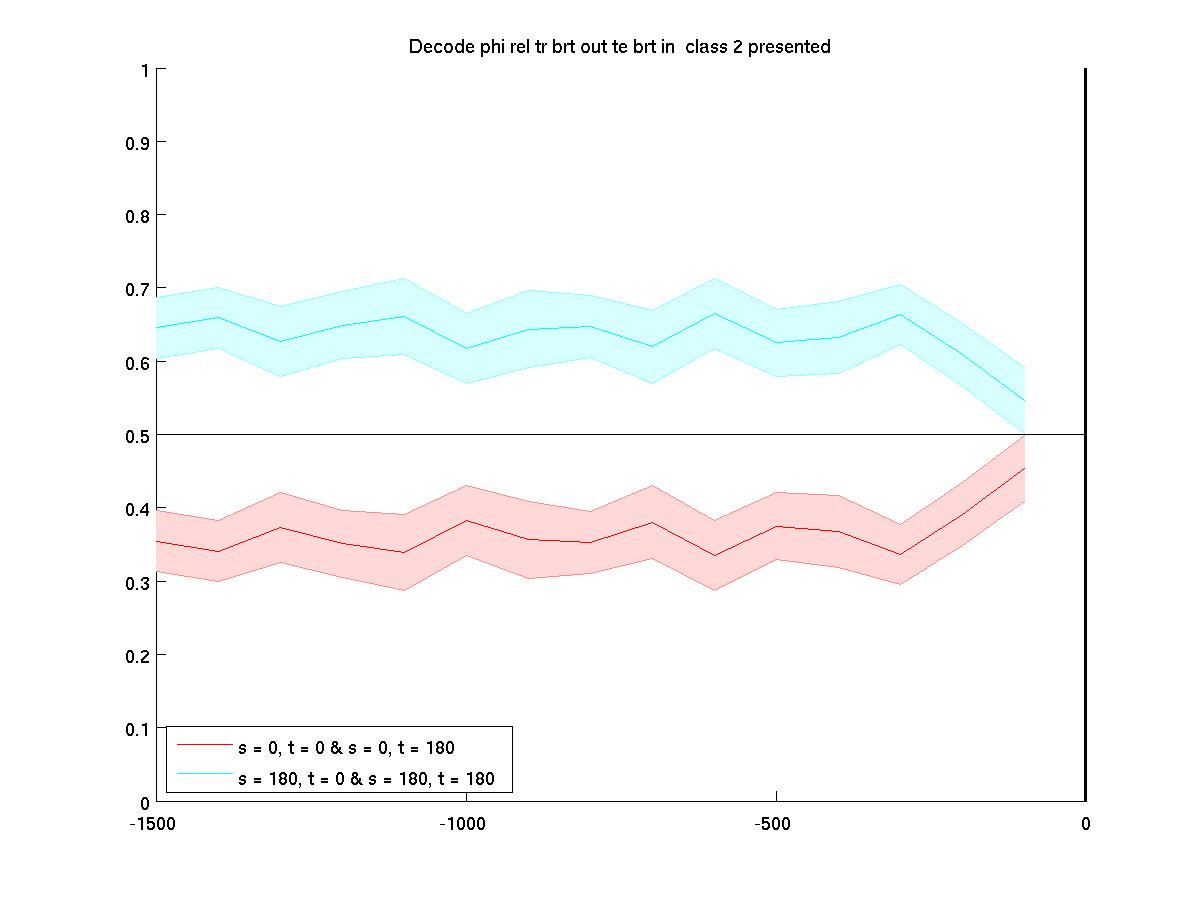 Decode phi rel tr brt out te brt in  class 2 presented
1
0.9
0.8
0.7
0.6
0.5
0.4
0.3
0.2
0.1
0
s = 0, t = 0 & s = 0, t = 180
s = 180, t = 0 & s = 180, t = 180
-1500 -1000 -500 0